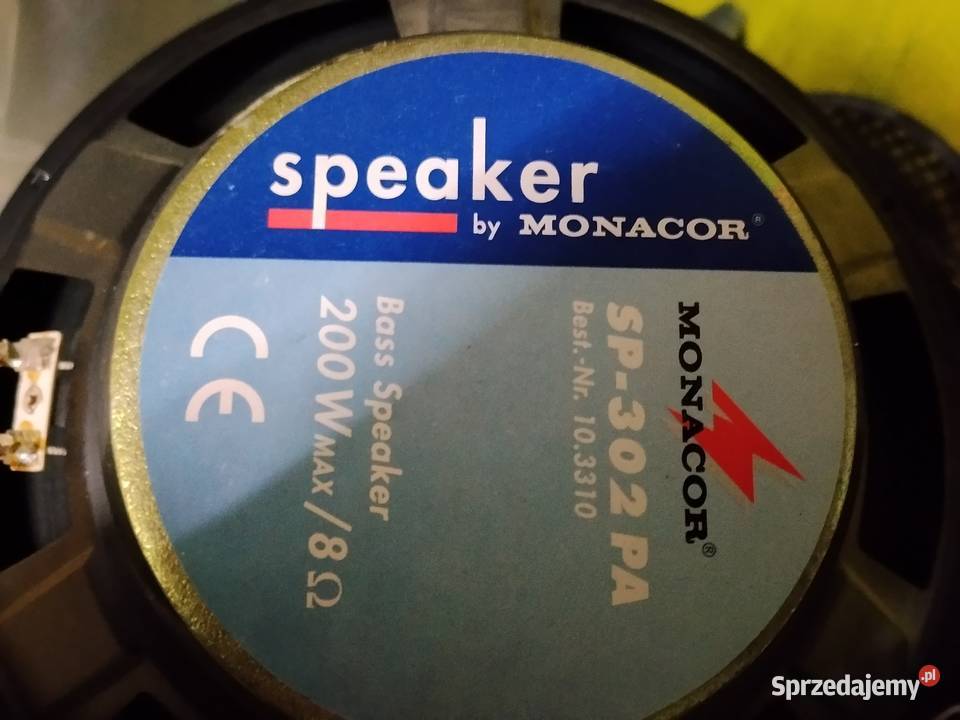 speaker
by MONACOR®
MONACOR®
SP-302 PA
Best.-Nr. 10.3310
Bass Speaker
200 WMAX / 8 Ω
CE
Sprzedajemy.pl